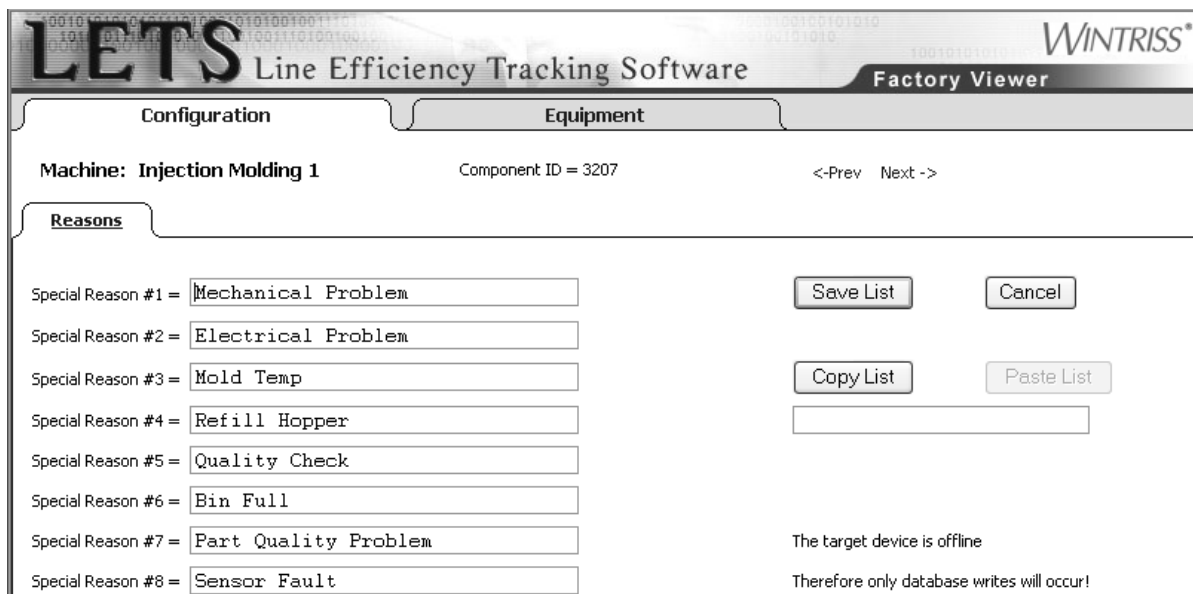 LETS Line Efficiency Tracking Software
WINTRISS®
Factory Viewer
Configuration Equipment
Machine: Injection Molding 1 Component ID = 3207 <-Prev Next ->
Reasons
Special Reason #1 = Mechanical Problem Save List Cancel
Special Reason #2 = Electrical Problem
Special Reason #3 = Mold Temp Copy List Paste List
Special Reason #4 = Refill Hopper
Special Reason #5 = Quality Check
Special Reason #6 = Bin Full
Special Reason #7 = Part Quality Problem The target device is offline
Special Reason #8 = Sensor Fault Therefore only database writes will occur!